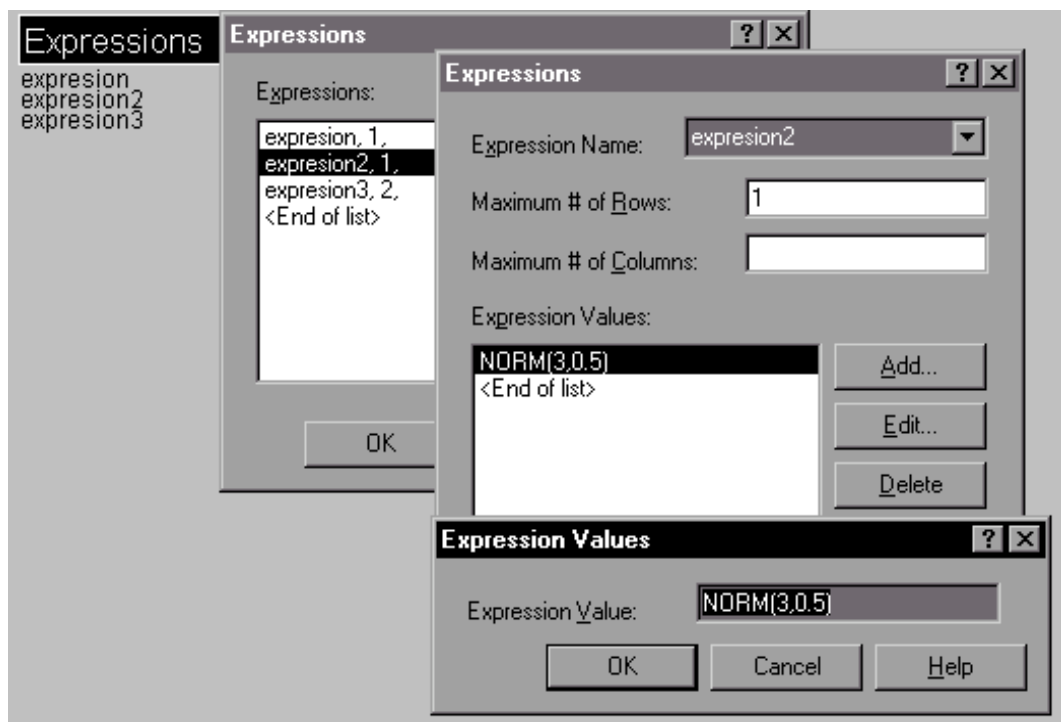 Expressions
expresion
expresion2
expresion3
Expressions
?
Expressions:
expresion, 1,
expresion2, 1,
expresion3, 2,
<End of list>
OK
Expressions
?
Expression Name:
expresion2
Maximum # of Rows:
1
Maximum # of Columns:
Expression Values:
NORM(3,0.5)
<End of list>
Add...
Edit...
Delete
Expression Values
?
Expression Value:
NORM(3,0.5)
OK
Cancel
Help